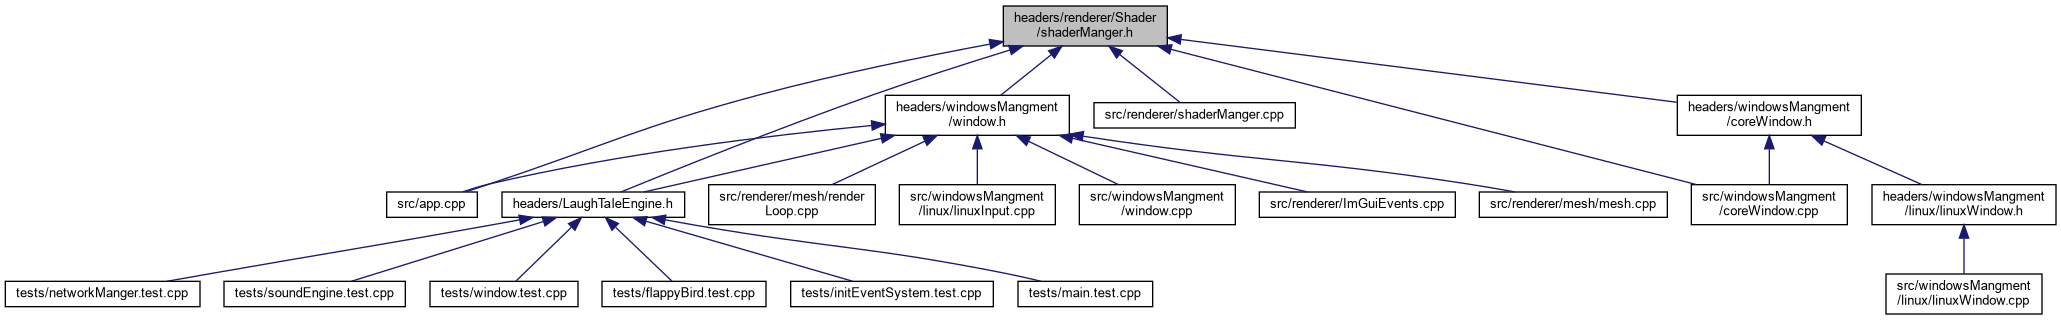 headers/renderer/Shader
/shaderManger.h
headers/windowsMangment
/window.h
src/renderer/shaderManger.cpp
headers/windowsMangment
/coreWindow.h
src/app.cpp
headers/LaughTaleEngine.h
src/renderer/mesh/render
Loop.cpp
src/windowsMangment
/linux/linuxInput.cpp
src/windowsMangment
/window.cpp
src/renderer/ImGuiEvents.cpp
src/renderer/mesh/mesh.cpp
src/windowsMangment
/coreWindow.cpp
headers/windowsMangment
/linux/linuxWindow.h
tests/networkManger.test.cpp
tests/soundEngine.test.cpp
tests/window.test.cpp
tests/flappyBird.test.cpp
tests/initEventSystem.test.cpp
tests/main.test.cpp
src/windowsMangment
/linux/linuxWindow.cpp